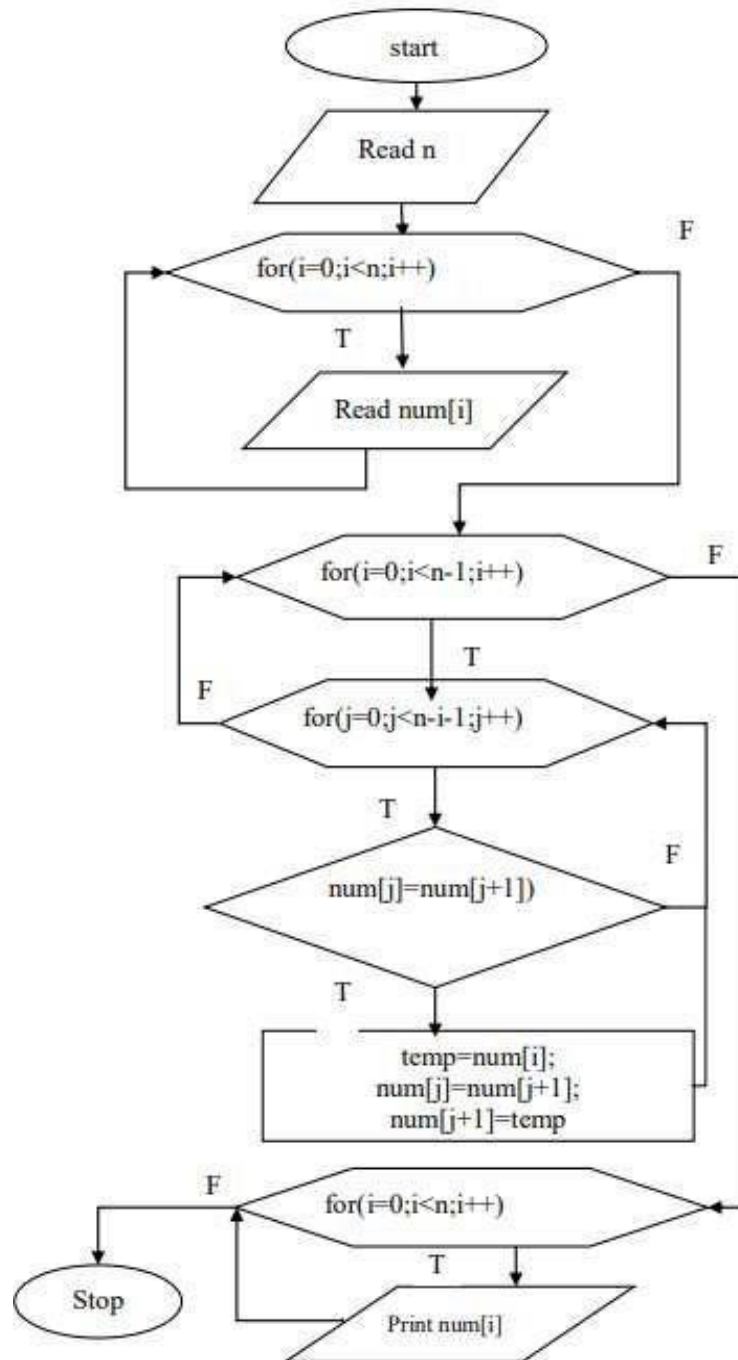 start
Read n
F
for(i=0;i<n;i++)
T
Read num[i]
for(i=0;i<n-1;i++)
F
T
F
for(j=0;j<n-i-1;j++)
T
F
num[j]=num[j+1])
T
temp=num[i];
num[j]=num[j+1];
num[j+1]=temp
F
for(i=0;i<n;i++)
T
Stop
Print num[i]